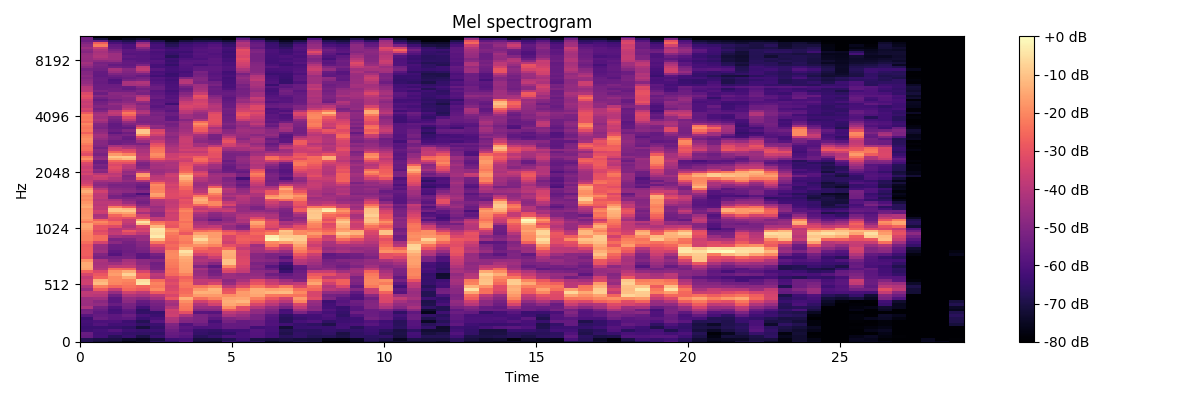 Mel spectrogram
Hz
8192
4096
2048
1024
512
0
0 5 10 15 20 25
Time
+0 dB
-10 dB
-20 dB
-30 dB
-40 dB
-50 dB
-60 dB
-70 dB
-80 dB